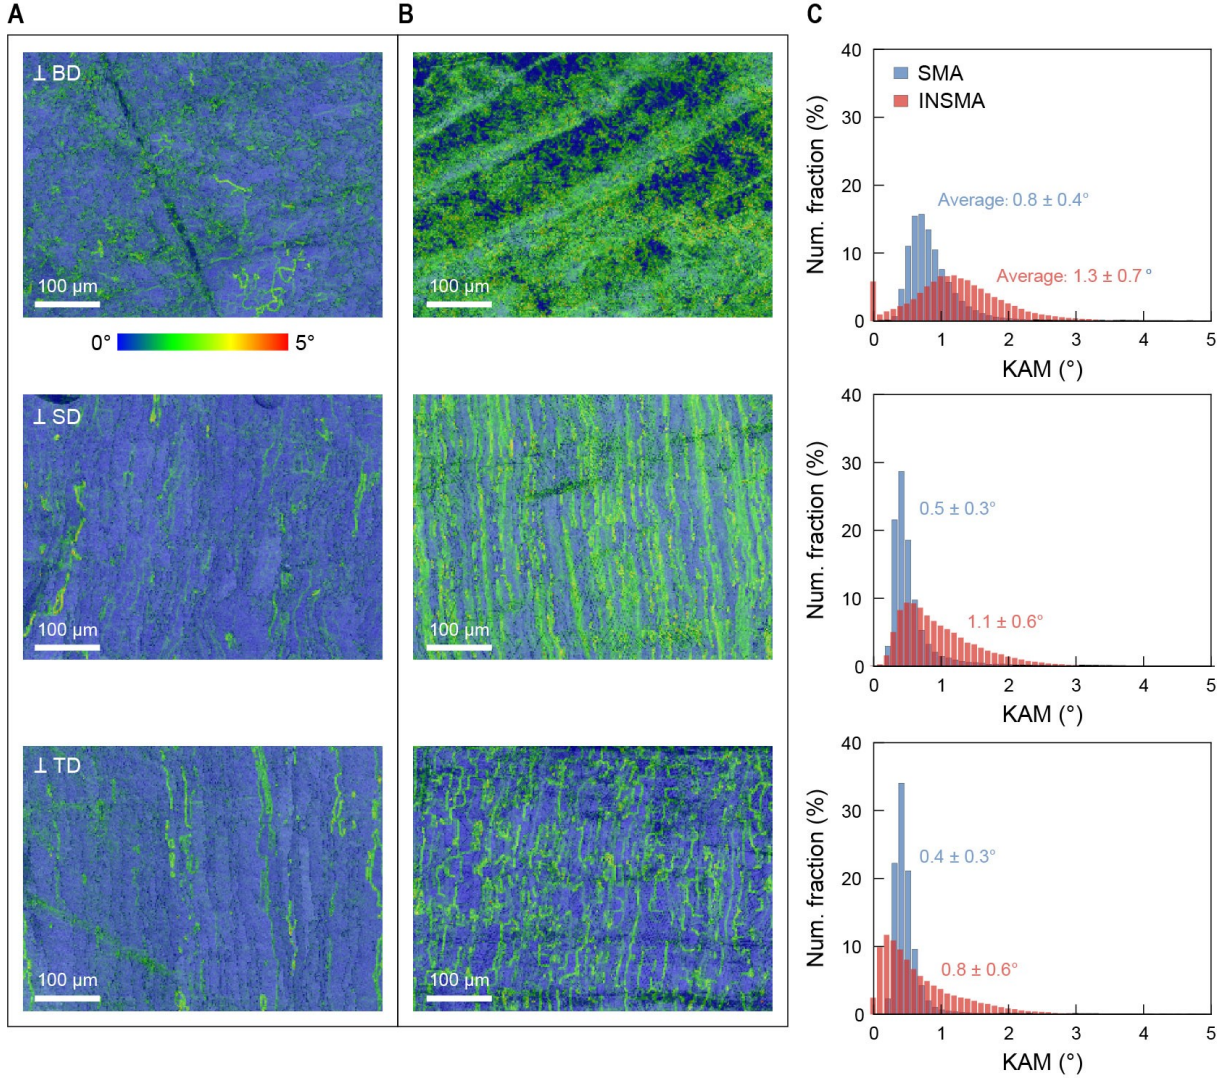 A
B
C
⊥ BD
100 µm
100 µm
0°
5°
⊥ SD
100 µm
100 µm
⊥ TD
100 µm
100 µm
40
30
20
10
0
Num. fraction (%)
SMA
INSMA
Average: 0.8 ± 0.4°
Average: 1.3 ± 0.7 °
0 1 2 3 4 5
KAM (°)
40
30
20
10
0
Num. fraction (%)
0.5 ± 0.3°
1.1 ± 0.6°
0 1 2 3 4 5
KAM (°)
40
30
20
10
0
Num. fraction (%)
0.4 ± 0.3°
0.8 ± 0.6°
0 1 2 3 4 5
KAM (°)